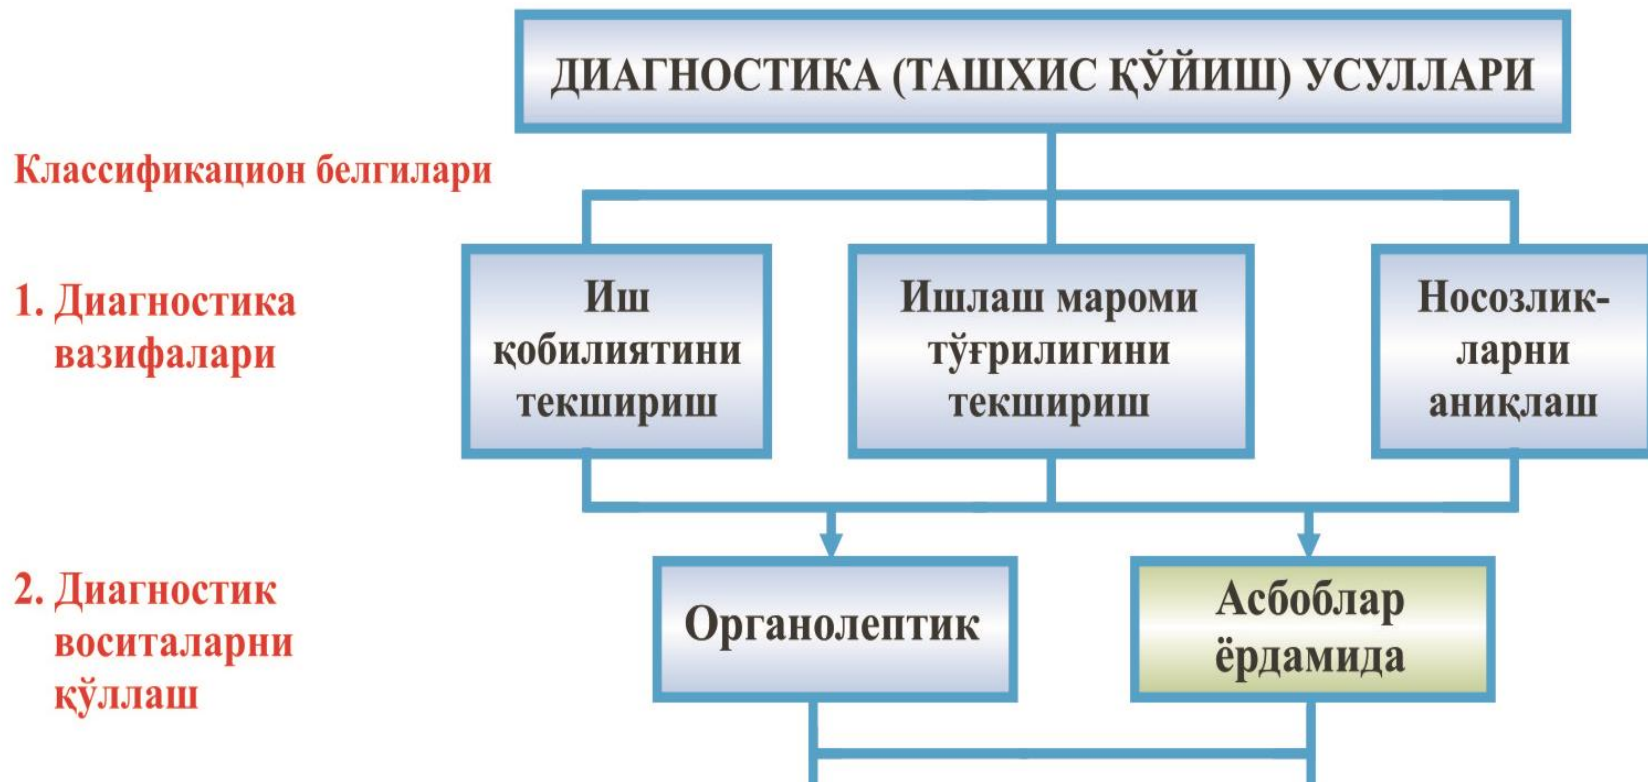 ДИАГНОСТИКА (ТАШХИС ҚЎЙИШ) УСУЛЛАРИ
Классификацион белгилари
1. Диагностика
вазифалари
Иш
қобилиятини
текшириш
Ишлаш мароми
тўғрилигини
текшириш
Носозлик-
ларни
аниқлаш
2. Диагностик
воситаларни
қўллаш
Органолептик
Асбоблар
ёрдамида